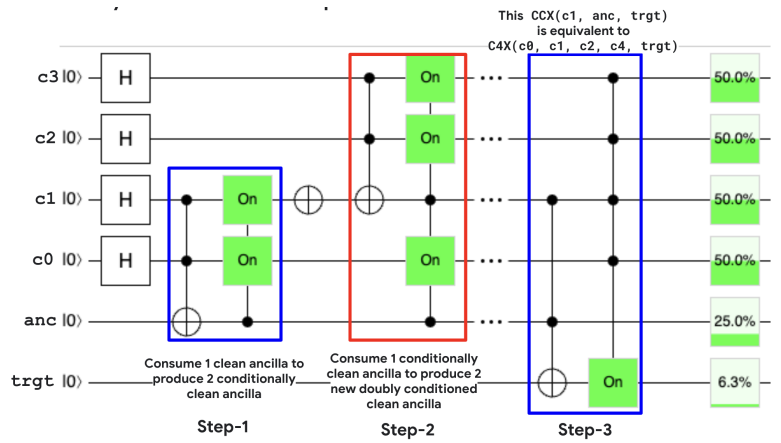 This CCX(c1, anc, trgt)
is equivalent to
C4X(c0, c1, c2, c4, trgt)
c3 |0⟩ H On ... 50.0%
c2 |0⟩ H On ... 50.0%
c1 |0⟩ H On ... 50.0%
c0 |0⟩ H On On ... 50.0%
anc |0⟩ ... 25.0%
Consume 1 clean ancilla to
produce 2 conditionally
clean ancilla
Consume 1 conditionally
clean ancilla to produce 2
new doubly conditioned
clean ancilla
trgt |0⟩ On 6.3%
Step-1 Step-2 Step-3